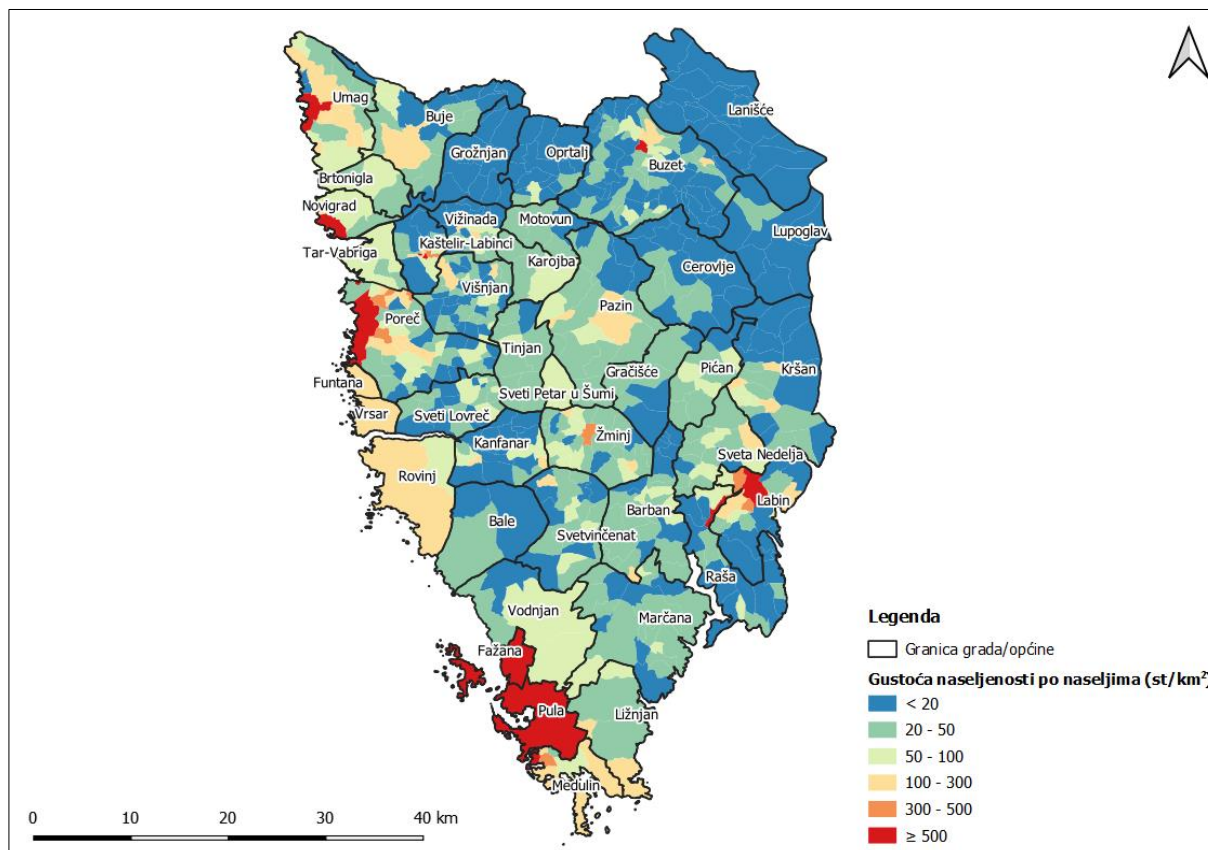 Lanišće
Umag
Buje
Grožnjan
Oprtalj
Buzet
Brtonigla
Novigrad
Vižinada
Motovun
Lupoglav
Tar-Vabriga
Kaštelir-Labinci
Karojba
Cerovlje
Višnjan
Pazin
Poreč
Tinjan
Funtana
Gračišće
Pićan
Kršan
Vrsar
Sveti Lovreč
Sveti Petar u Šumi
Kanfanar
Žminj
Sveta Nedelja
Rovinj
Labin
Bale
Svetvinčenat
Barban
Raša
Vodnjan
Marčana
Fažana
Pula
Ližnjan
Medulin
0 10 20 30 40 km
Legenda
Granica grada/općine
Gustoća naseljenosti po naseljima (st/km²)
< 20
20 - 50
50 - 100
100 - 300
300 - 500
≥ 500